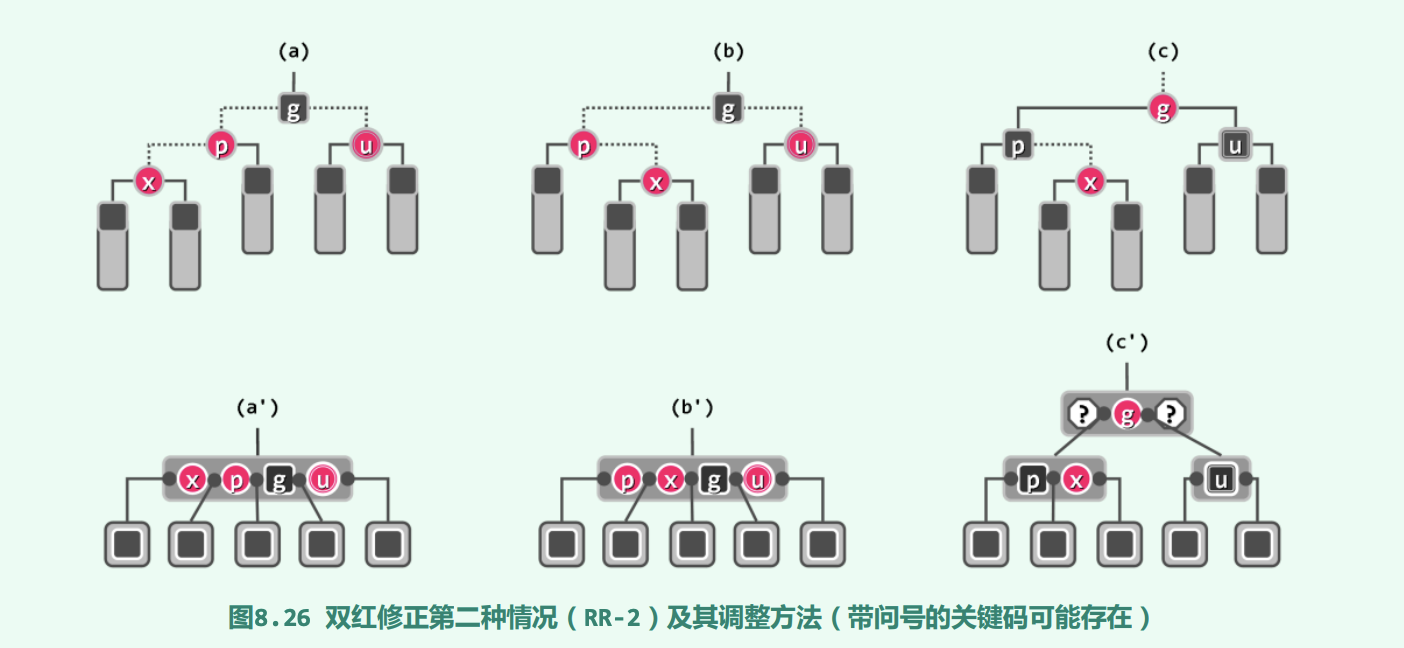 (a) (b) (c)
g g g
p u p u p u
x x x
(c')
? g ?
(a') (b')
x p g u p x g u p x u
图8.26 双红修正第二种情况（RR-2）及其调整方法（带问号的关键码可能存在）